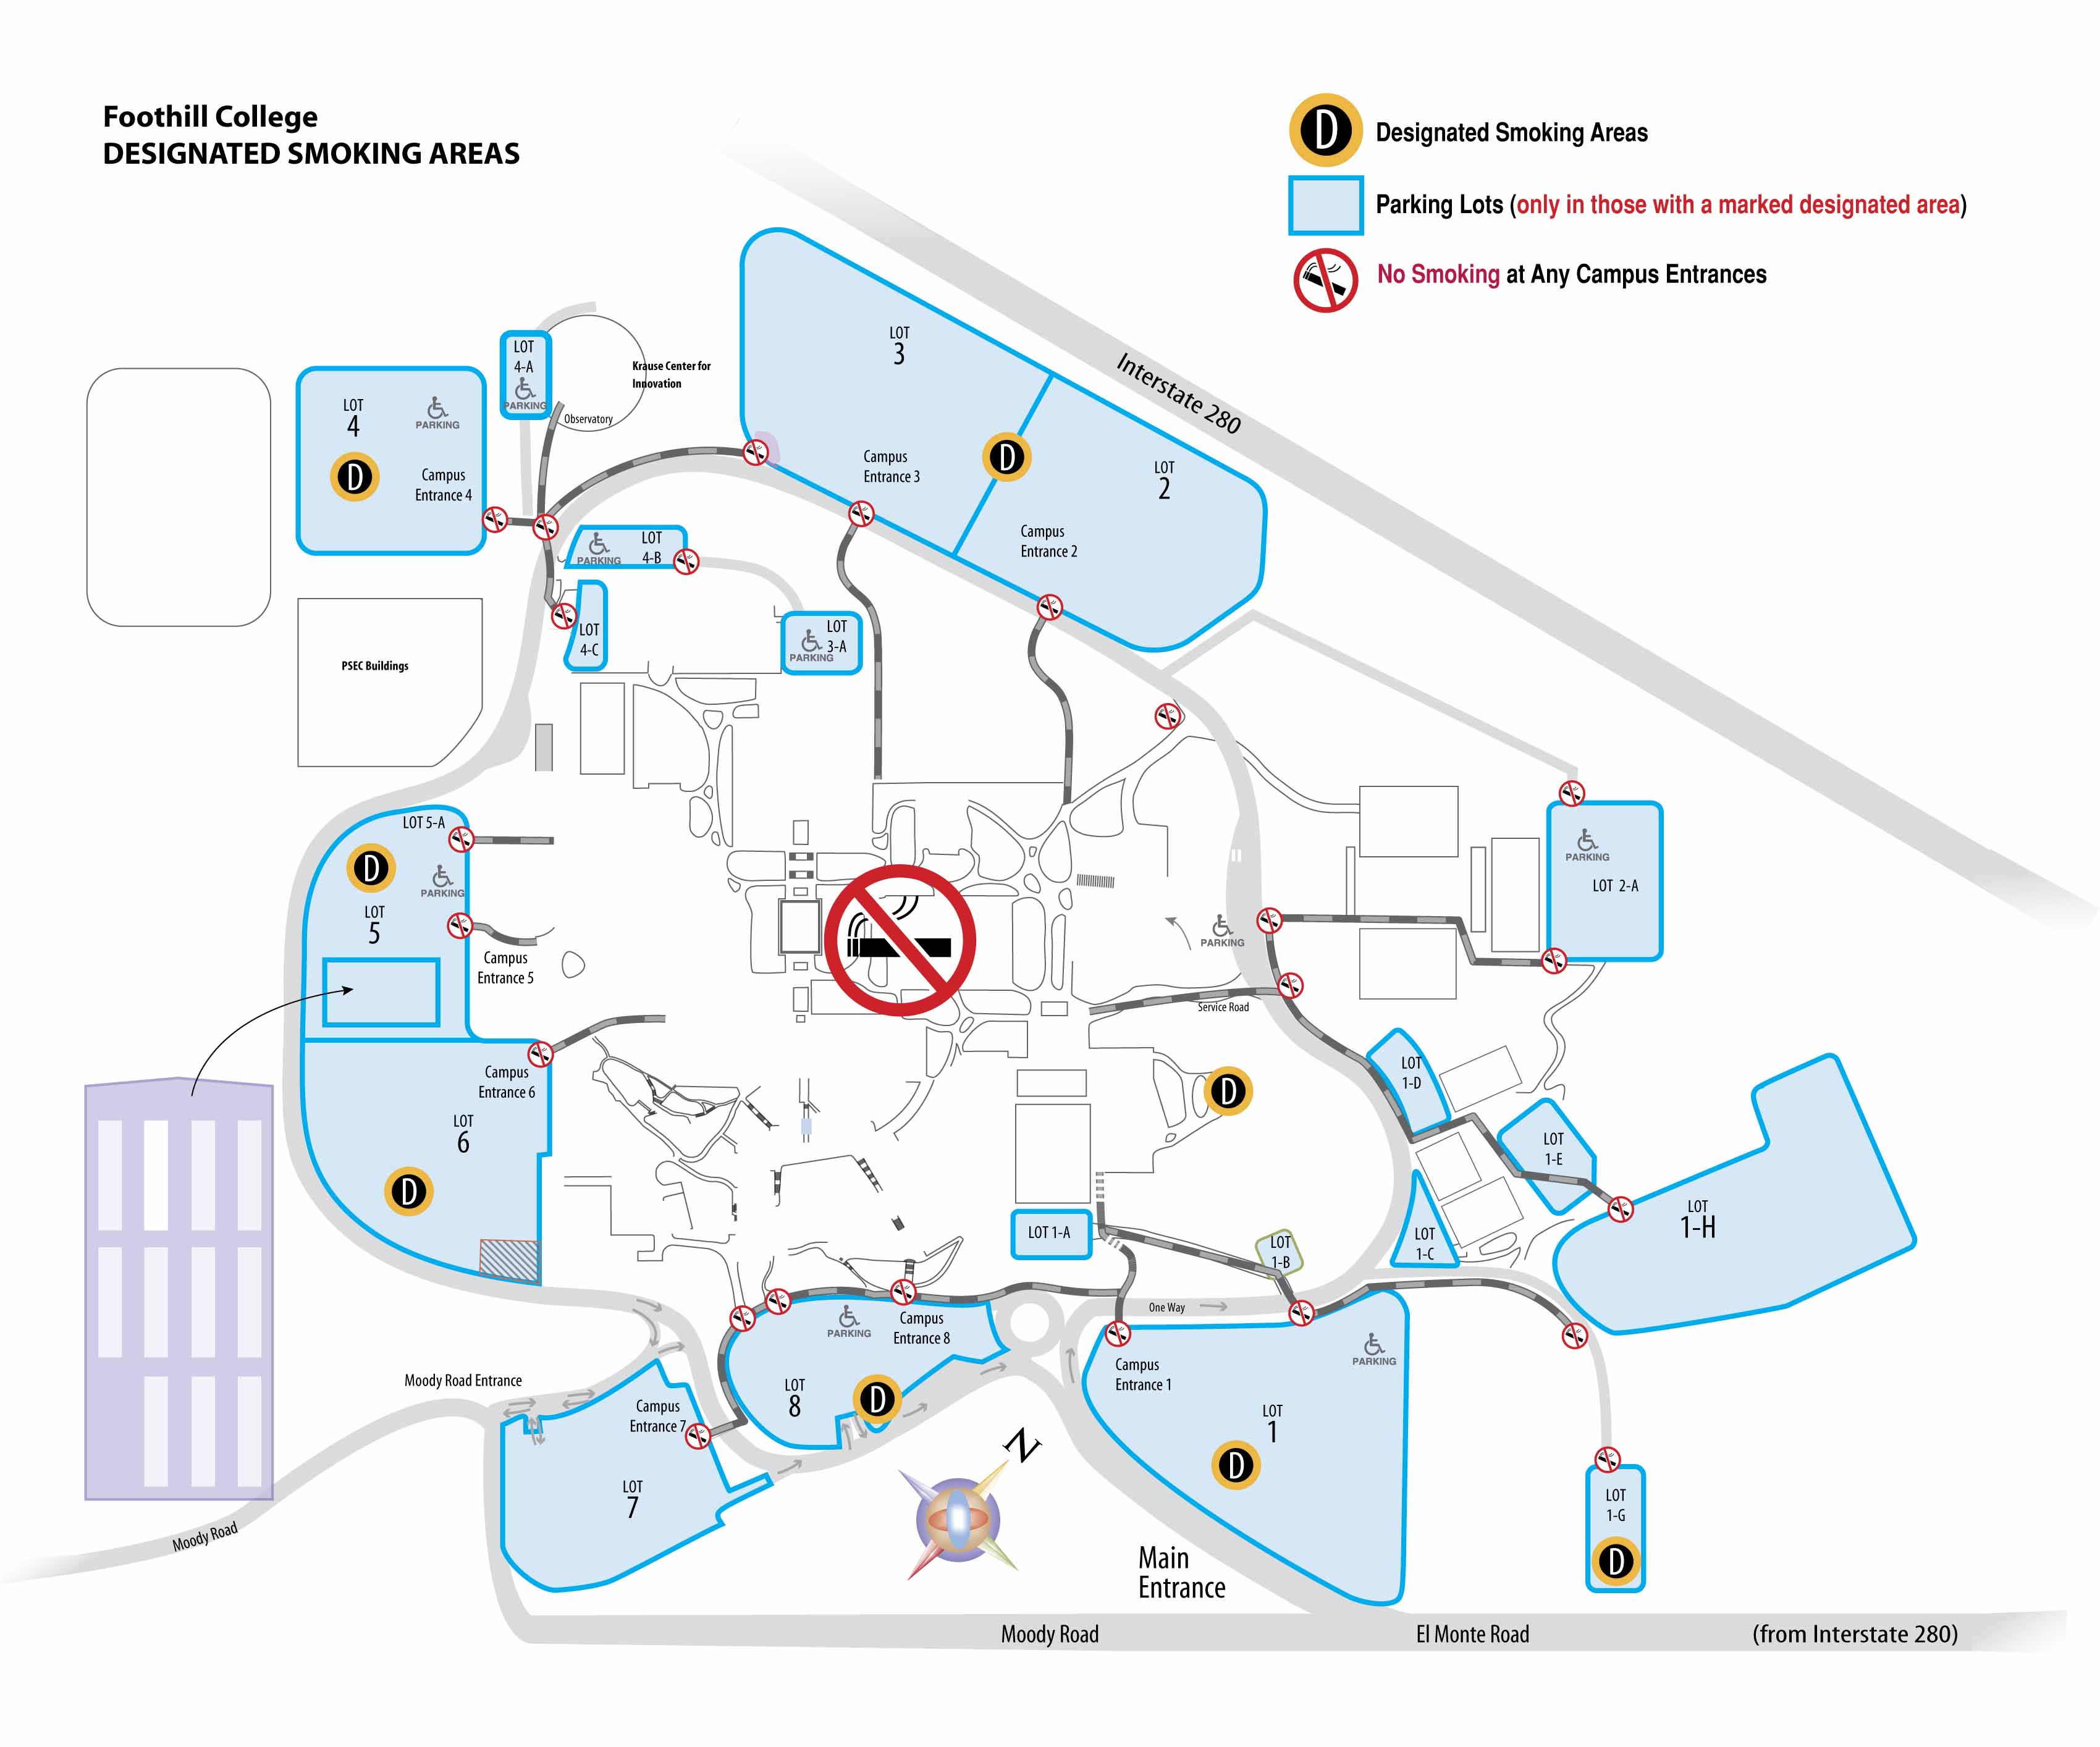 Foothill College
DESIGNATED SMOKING AREAS
D
Designated Smoking Areas
Parking Lots (only in those with a marked designated area)
No Smoking at Any Campus Entrances
Interstate 280
LOT
3
Campus
Entrance 3
D
LOT
2
Campus
Entrance 2
LOT
4-A
PARKING
Krause Center for
Innovation
Observatory
LOT
4
PARKING
D
Campus
Entrance 4
PARKING
LOT
4-B
LOT
4-C
LOT
3-A
PARKING
PSEC Buildings
LOT 5-A
D
PARKING
LOT
5
Campus
Entrance 5
PARKING
LOT 2-A
PARKING
Service Road
Campus
Entrance 6
LOT
6
D
D
LOT
1-D
LOT
1-E
LOT
1-H
LOT
1-C
LOT 1-A
LOT
1-B
One Way
PARKING
Campus
Entrance 8
LOT
8
D
Moody Road Entrance
Campus
Entrance 7
LOT
7
Campus
Entrance 1
PARKING
LOT
1
D
N
LOT
1-G
D
Moody Road
Main
Entrance
Moody Road
El Monte Road
(from Interstate 280)